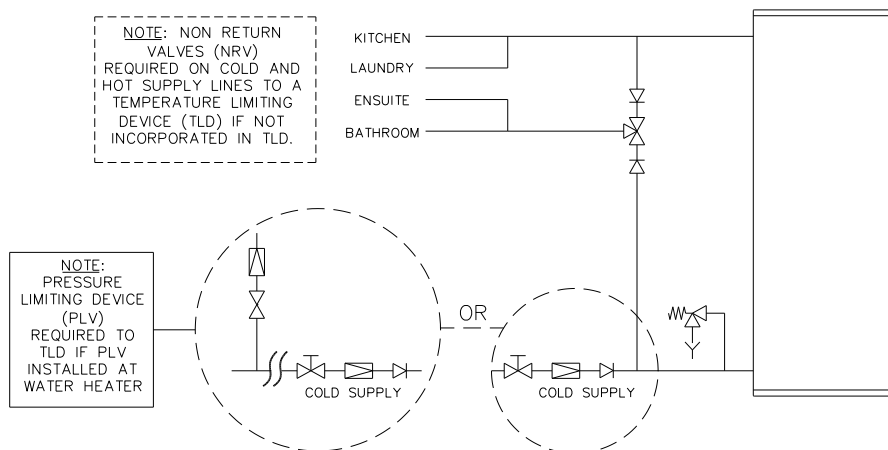 NOTE: NON RETURN
VALVES (NRV)
REQUIRED ON COLD AND
HOT SUPPLY LINES TO A
TEMPERATURE LIMITING
DEVICE (TLD) IF NOT
INCORPORATED IN TLD.
KITCHEN
LAUNDRY
ENSUITE
BATHROOM
NOTE:
PRESSURE
LIMITING DEVICE
(PLV)
REQUIRED TO
TLD IF PLV
INSTALLED AT
WATER HEATER
COLD SUPPLY
OR
COLD SUPPLY